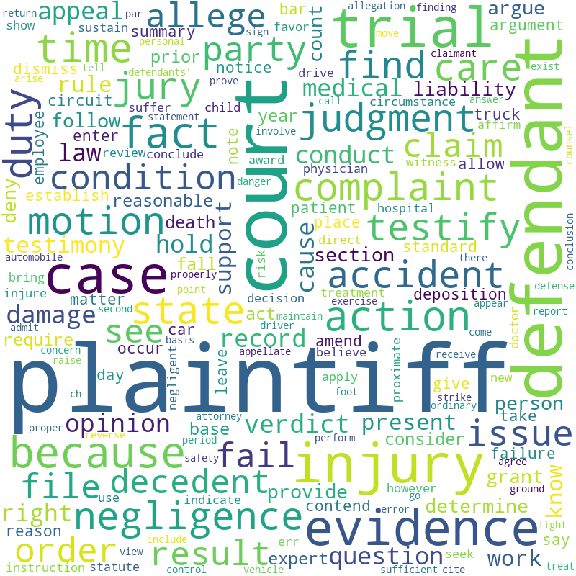 appeal
allege
party
trial
par
allegation
finding
return
favor
sign
personal
move
show
sustain
summary
bar
argue
dismiss
defendants'
tell
arise
time
prior
count
find
care
argument
claimant
prove
notice
drive
call
exist
circuit
suffer
child
rule
jury
medical
liability
statement
circumstance
answer
duty
employee
follow
enter
year
truck
affirm
court
judgment
involve
witness
counsel
defendant
fact
review
conclude
note
award
physician
allow
law
danger
conduct
claim
deny
condition
reasonable
establish
support
patient
hospital
complaint
automobile
motion
death
cause
place
direct
standard
testify
testimony
hold
fall
risk
section
treatment
there
conclusion
bring
properly
injure
matter
point
decision
exercise
deposition
appear
defense
case
state
act
accident
doctor
report
damage
admit
second
car
basis
driver
amend
come
require
see
record
action
concern
raise
occur
negligent
maintain
believe
leave
appellate
proximate
receive
day
apply
give
new
ch
plaintiff
foot
strike
ordinary
opinion
attorney
verdict
present
person
take
issue
proper
reverse
base
period
perform
consider
failure
because
safety
fail
agree
ground
know
file
decedent
provide
injury
grant
contend
however
go
determine
right
use
indicate
negligence
evidence
light
say
reason
order
include
err
error
result
expert
question
seek
work
instruction
statute
view
control
vehicle
sufficient
cite
treat